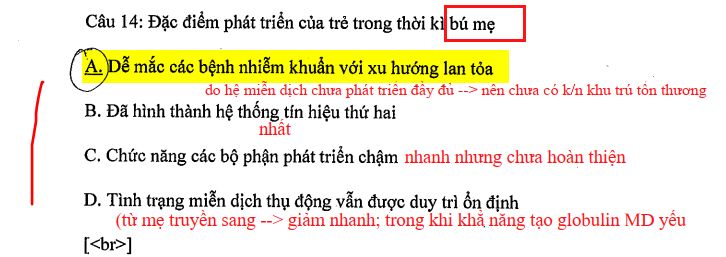 Câu 14: Đặc điểm phát triển của trẻ trong thời kì bú mẹ
A. Dễ mắc các bệnh nhiễm khuẩn với xu hướng lan tỏa
do hệ miễn dịch chưa phát triên đầy đủ --> nên chưa có k/n khu trú tổn thương
B. Đã hình thành hệ thống tín hiệu thứ hai
nhất
C. Chức năng các bộ phận phát triển chậm nhanh nhưng chưa hoàn thiện
D. Tình trạng miễn dịch thụ động vẫn được duy trì ổn định
(từ mẹ truyền sang --> giảm nhanh; trong khi khả năng tạo globulin MD yếu
[<br>]